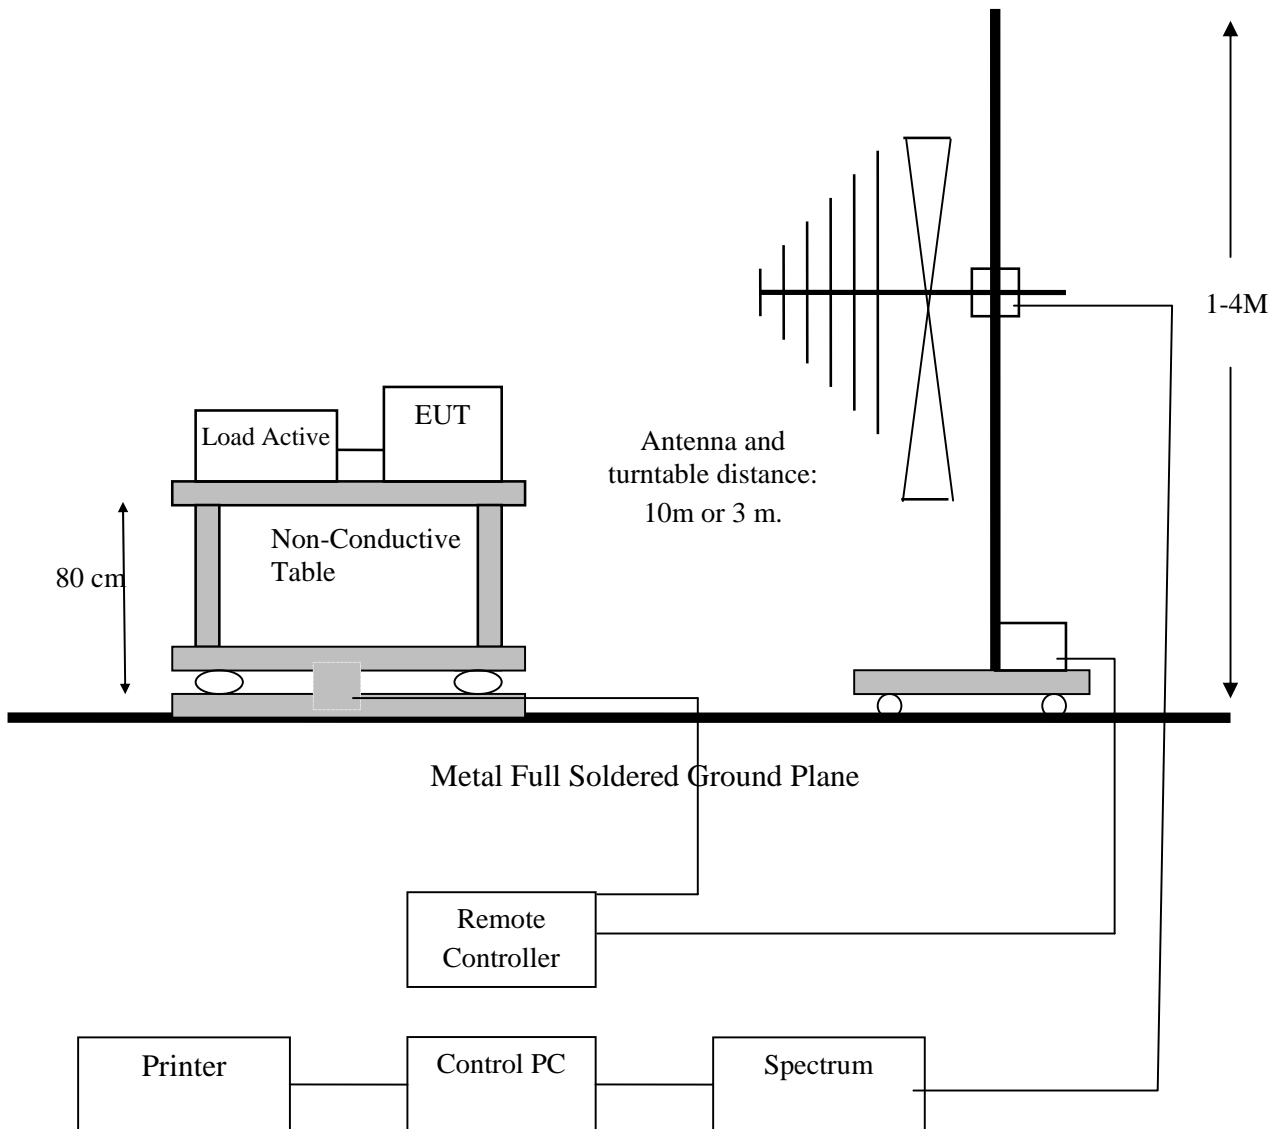 1-4M
EUT
Load Active
Antenna and
turntable distance:
10m or 3 m.
Non-Conductive
Table
80 cm
Metal Full Soldered Ground Plane
Remote
Controller
Printer
Control PC
Spectrum